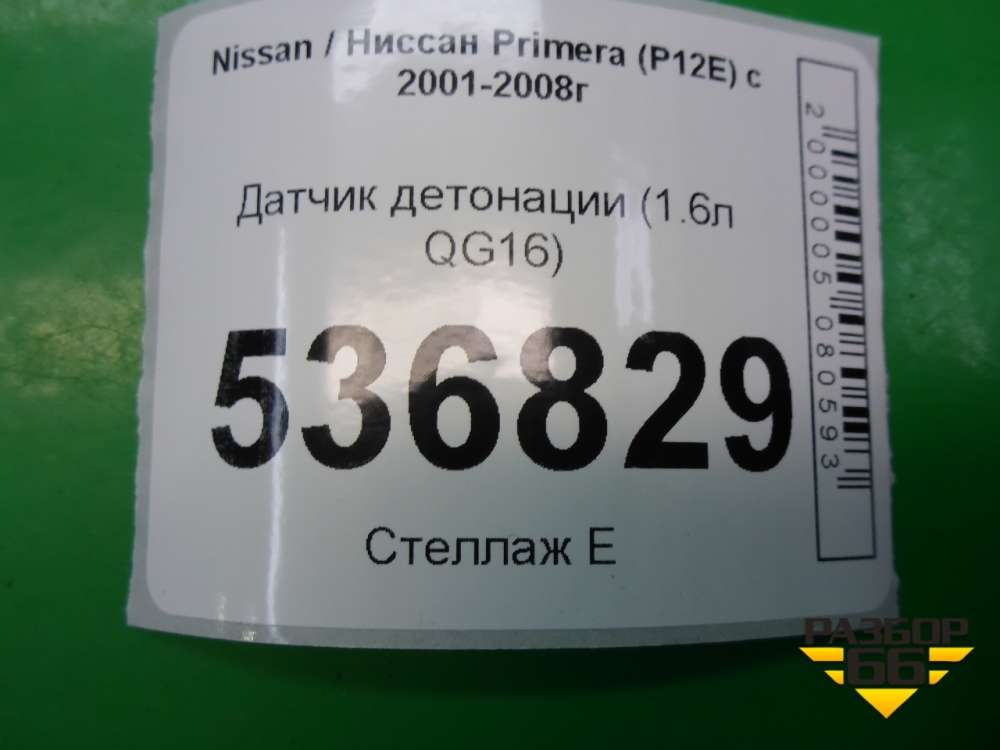 Nissan / Ниссан Primera (P12E) с
2001-2008г
Датчик детонации (1.6л
QG16)
536829
Стеллаж Е
2000005080593
РАЗБОР
66